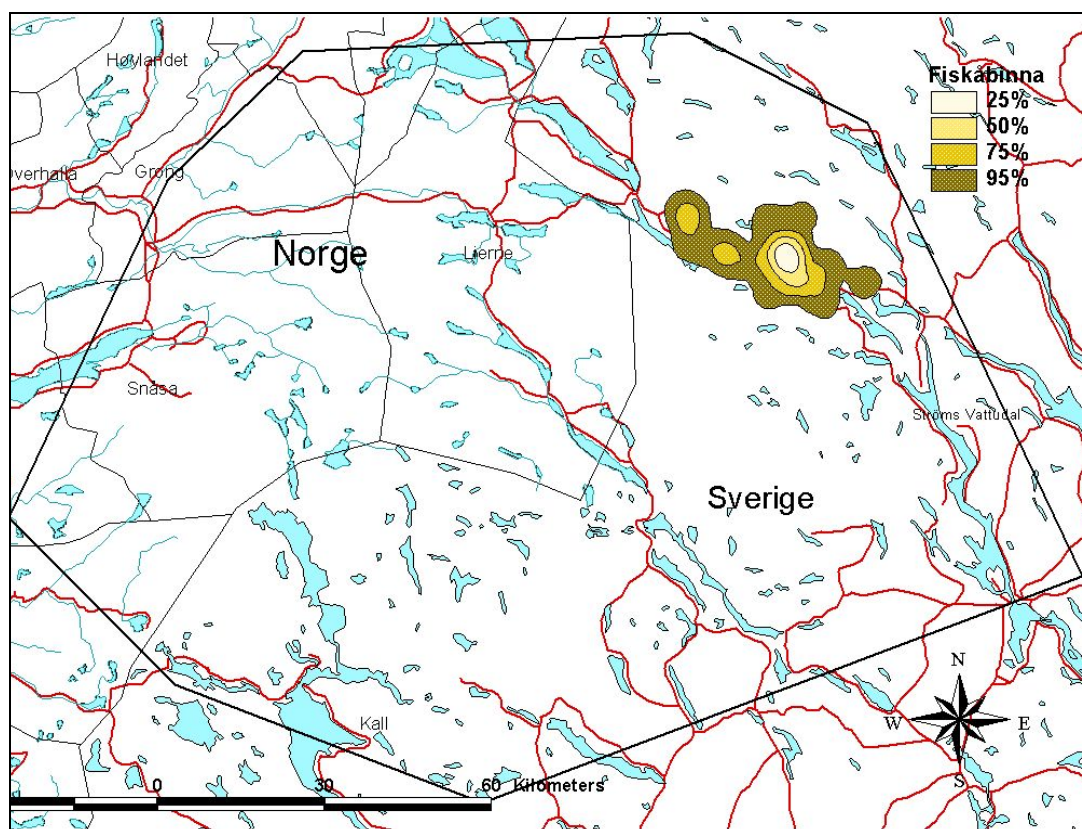 Høylandet
Fiskåbinna
25%
50%
75%
95%
Overhalla
Grong
Norge
Lierne
Snåsa
Ströms Vattudal
Sverige
N
W
E
S
Kall
0
30
60
Kilometers